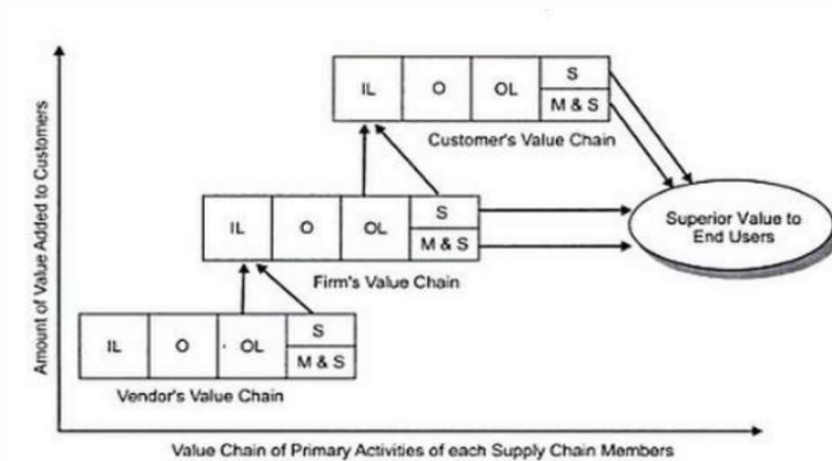 Amount of Value Added to Customers
IL O OL S
M & S
Customer's Value Chain
IL O OL S
M & S
Firm's Value Chain
Superior Value to
End Users
IL O OL S
M & S
Vendor's Value Chain
Value Chain of Primary Activities of each Supply Chain Members